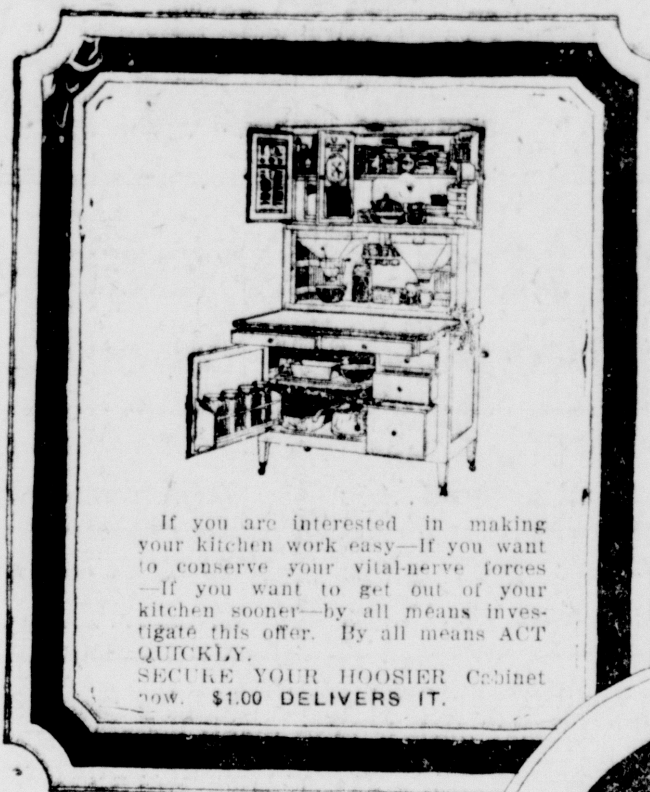 If you are interested in making
your kitchen work easy—If you want
to conserve your vital-nerve forces
—If you want to get out of your
kitchen sooner—by all means inves-
tigate this offer. By all means ACT
QUICKLY.
SECURE YOUR HOOSIER Cabinet
now. $1.00 DELIVERS IT.